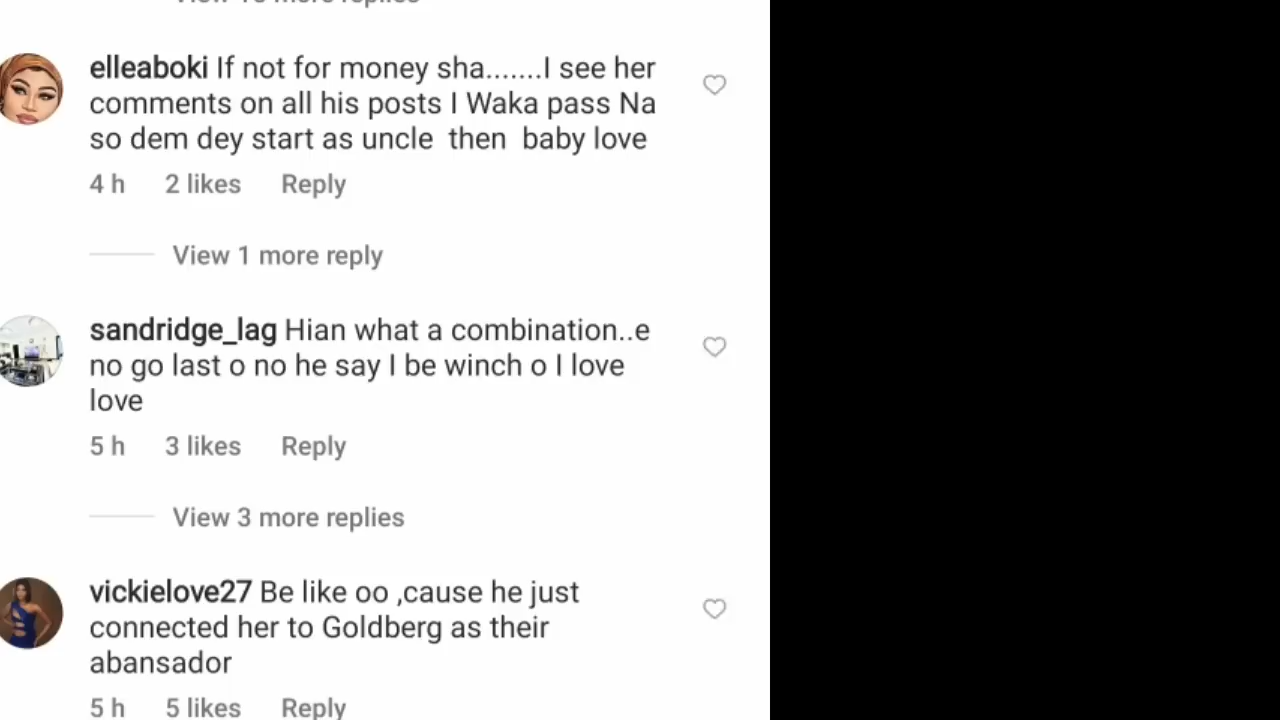 elleaboki If not for money sha.......I see her
comments on all his posts I Waka pass Na
so dem dey start as uncle then baby love
4 h 2 likes Reply
View 1 more reply
sandridge_lag Hian what a combination..e
no go last o no he say I be winch o I love
love
5 h 3 likes Reply
View 3 more replies
vickielove27 Be like oo ,cause he just
connected her to Goldberg as their
abansador
5 h 5 likes Reply